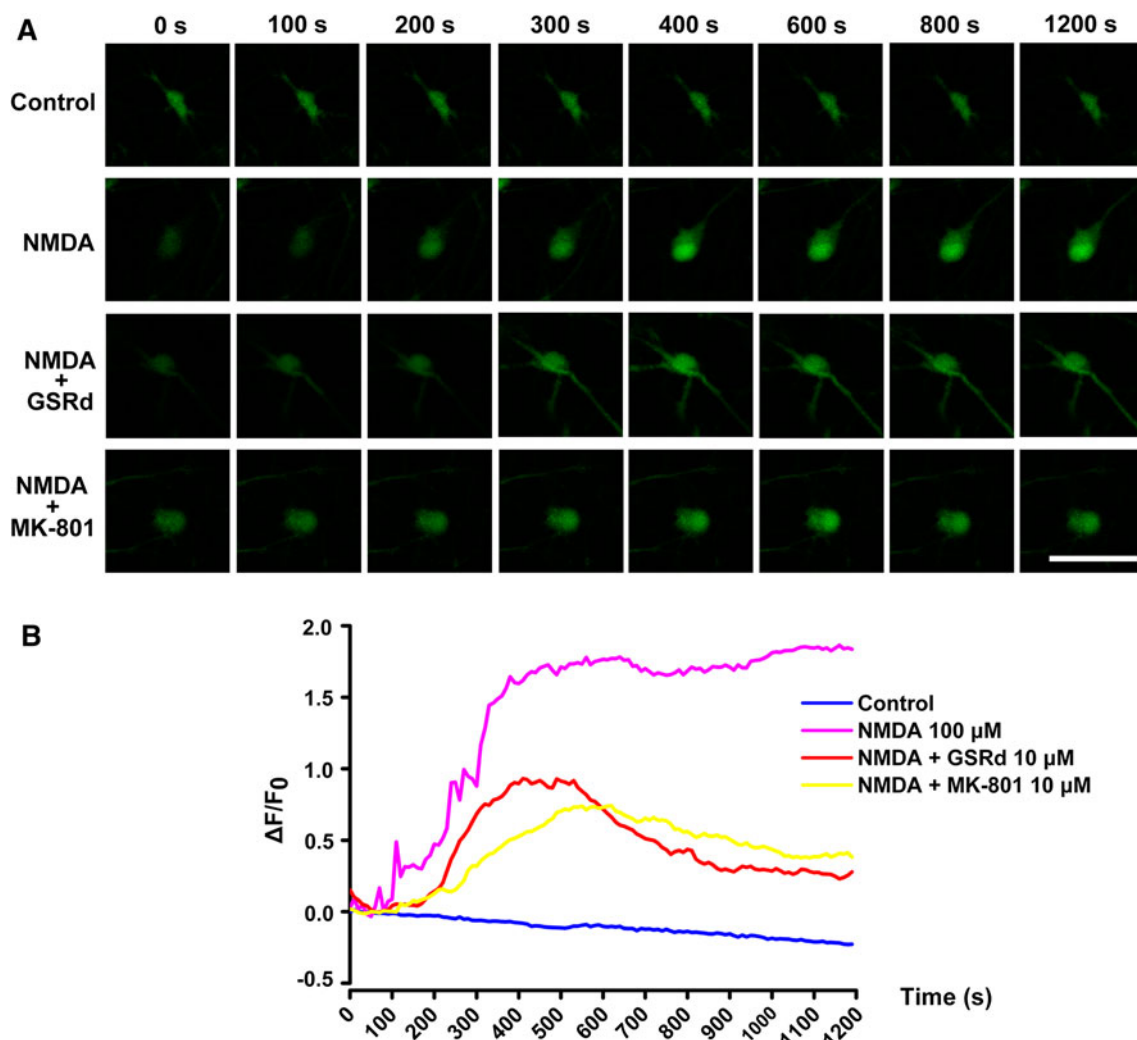 A
0 s 100 s 200 s 300 s 400 s 600 s 800 s 1200 s
Control
NMDA
NMDA
+
GSRd
NMDA
+
MK-801
B
2.0
1.5
1.0
0.5
0.0
-0.5
ΔF/F0
Control
NMDA 100 µM
NMDA + GSRd 10 µM
NMDA + MK-801 10 µM
0 100 200 300 400 500 600 700 800 900 1000 1100 1200
Time (s)